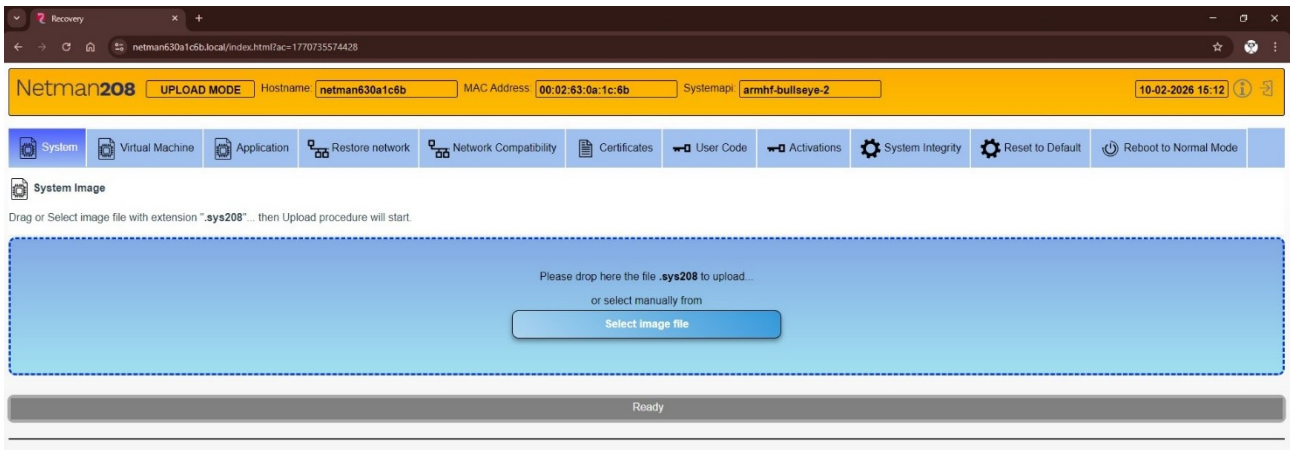 Recovery
netman630a1c6b.local/index.html?ac=1770735574428
Netman208 UPLOAD MODE Hostname: netman630a1c6b MAC Address: 00:02:63:0a:1c:6b Systemapi: armhf-bullseye-2 10-02-2026 15:12
System Virtual Machine Application Restore network Network Compatibility Certificates User Code Activations System Integrity Reset to Default Reboot to Normal Mode
System Image
Drag or Select image file with extension ".sys208"... then Upload procedure will start.
Please drop here the file .sys208 to upload...
or select manually from
Select image file
Ready